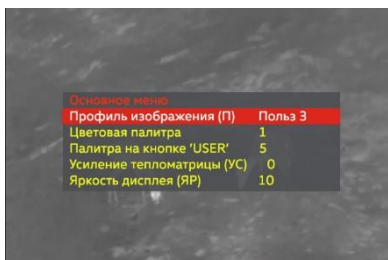 Основное меню
Профиль изображения (П) Польз 3
Цветовая палитра 1
Палитра на кнопке 'USER' 5
Усиление тепломатрицы (УС) 0
Яркость дисплея (ЯР) 10